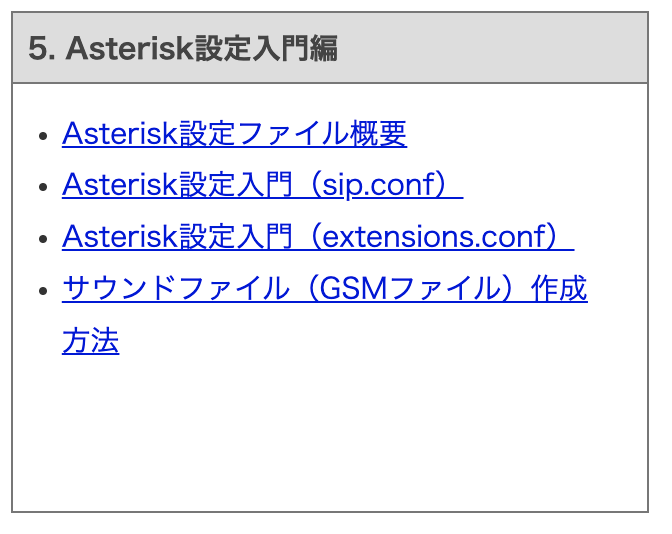 5. Asterisk設定入門編
Asterisk設定ファイル概要
Asterisk設定入門（sip.conf）
Asterisk設定入門（extensions.conf）
サウンドファイル（GSMファイル）作成
方法